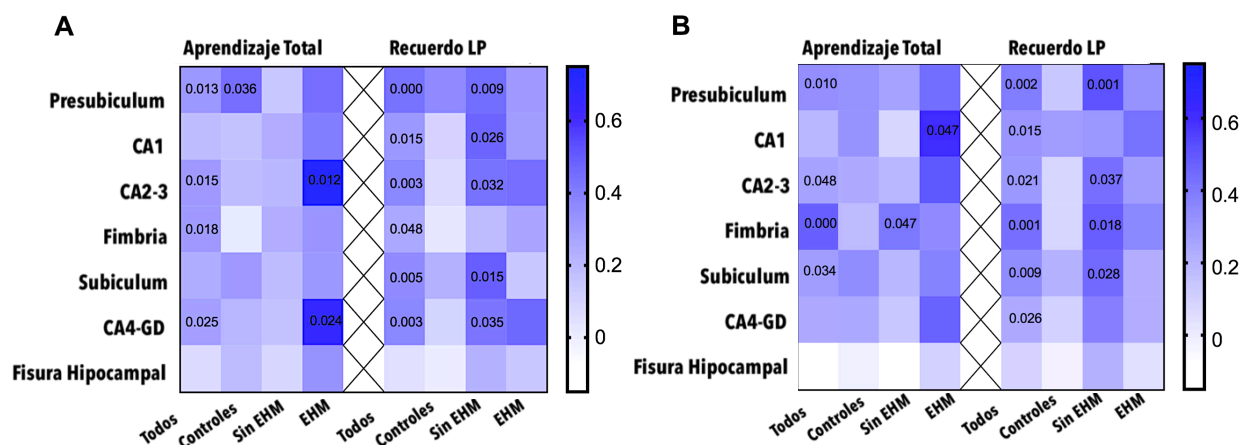 A
Aprendizaje Total Recuerdo LP
Presubiculum 0.013 0.036 0.000 0.009
CA1 0.015 0.026
CA2-3 0.015 0.012 0.003 0.032
Fimbria 0.018 0.048
Subiculum 0.005 0.015
CA4-GD 0.025 0.024 0.003 0.035
Fisura Hipocampal
Todos Controles Sin EHM EHM Todos Controles Sin EHM EHM
0.6
0.4
0.2
0
B
Aprendizaje Total Recuerdo LP
Presubiculum 0.010 0.002 0.001
CA1 0.047 0.015
CA2-3 0.048 0.021 0.037
Fimbria 0.000 0.047 0.001 0.018
Subiculum 0.034 0.009 0.028
CA4-GD 0.026
Fisura Hipocampal
Todos Controles Sin EHM EHM Todos Controles Sin EHM EHM
0.6
0.4
0.2
0